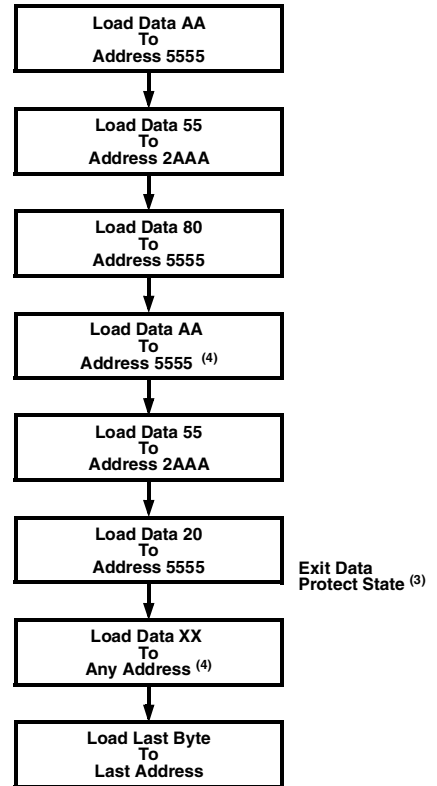 Load Data AA
To
Address 5555
Load Data 55
To
Address 2AAA
Load Data 80
To
Address 5555
Load Data AA
To
Address 5555 (4)
Load Data 55
To
Address 2AAA
Load Data 20
To
Address 5555
Exit Data
Protect State (3)
Load Data XX
To
Any Address (4)
Load Last Byte
To
Last Address